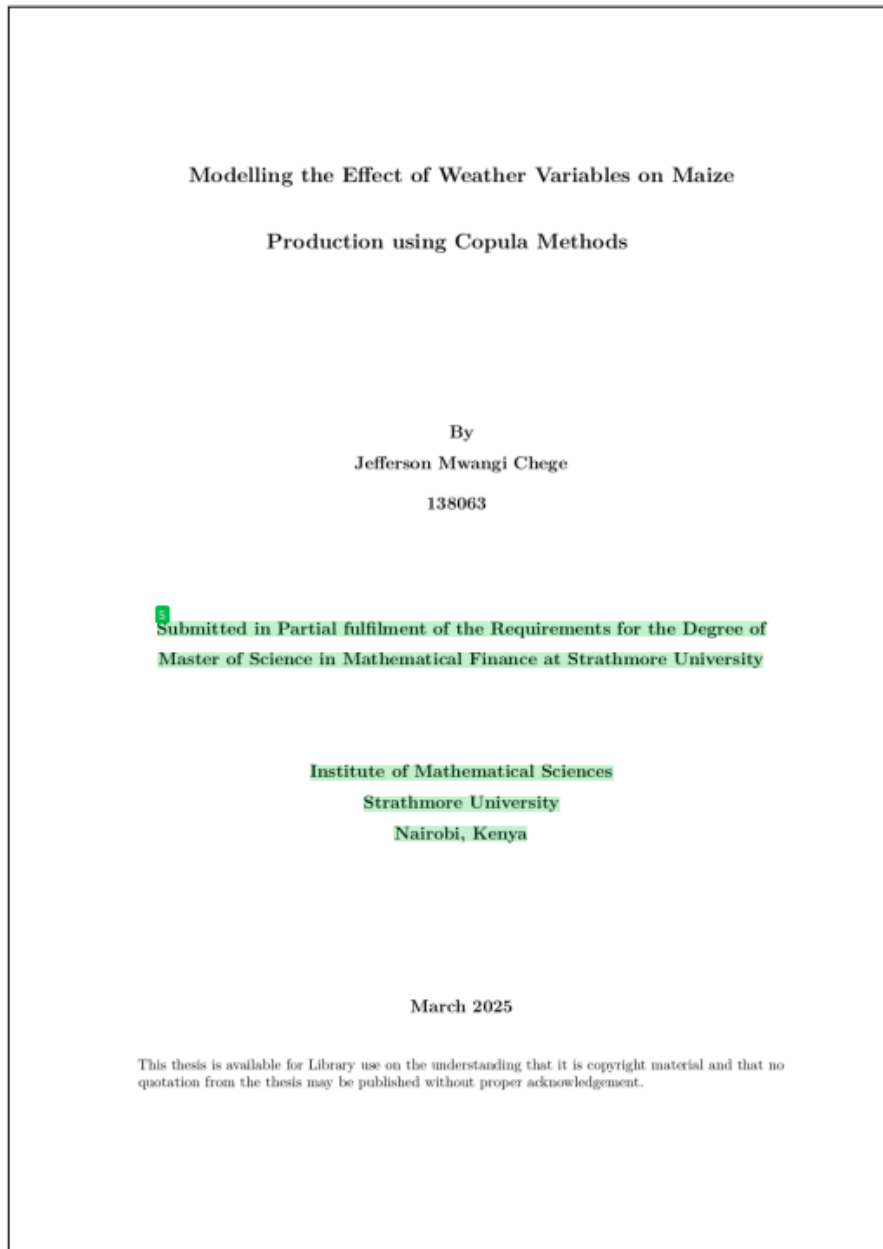 Modelling the Effect of Weather Variables on Maize
Production using Copula Methods
By
Jefferson Mwangi Chege
138063
5
Submitted in Partial fulfilment of the Requirements for the Degree of
Master of Science in Mathematical Finance at Strathmore University
Institute of Mathematical Sciences
Strathmore University
Nairobi, Kenya
March 2025
This thesis is available for Library use on the understanding that it is copyright material and that no
quotation from the thesis may be published without proper acknowledgement.